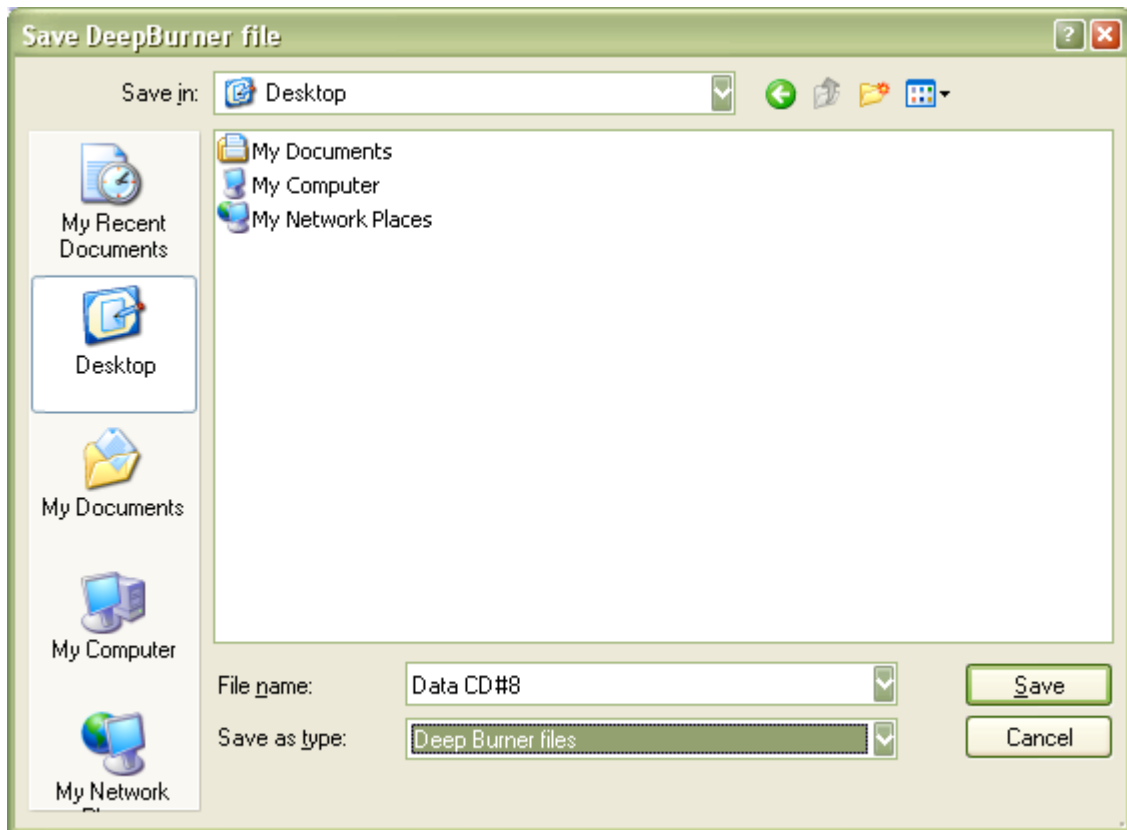 Save DeepBurner file
Save in:
Desktop
My Documents
My Computer
My Network Places
My Recent
Documents
Desktop
My Documents
My Computer
My Network
File name:
Data CD#8
Save
Save as type:
Deep Burner files
Cancel